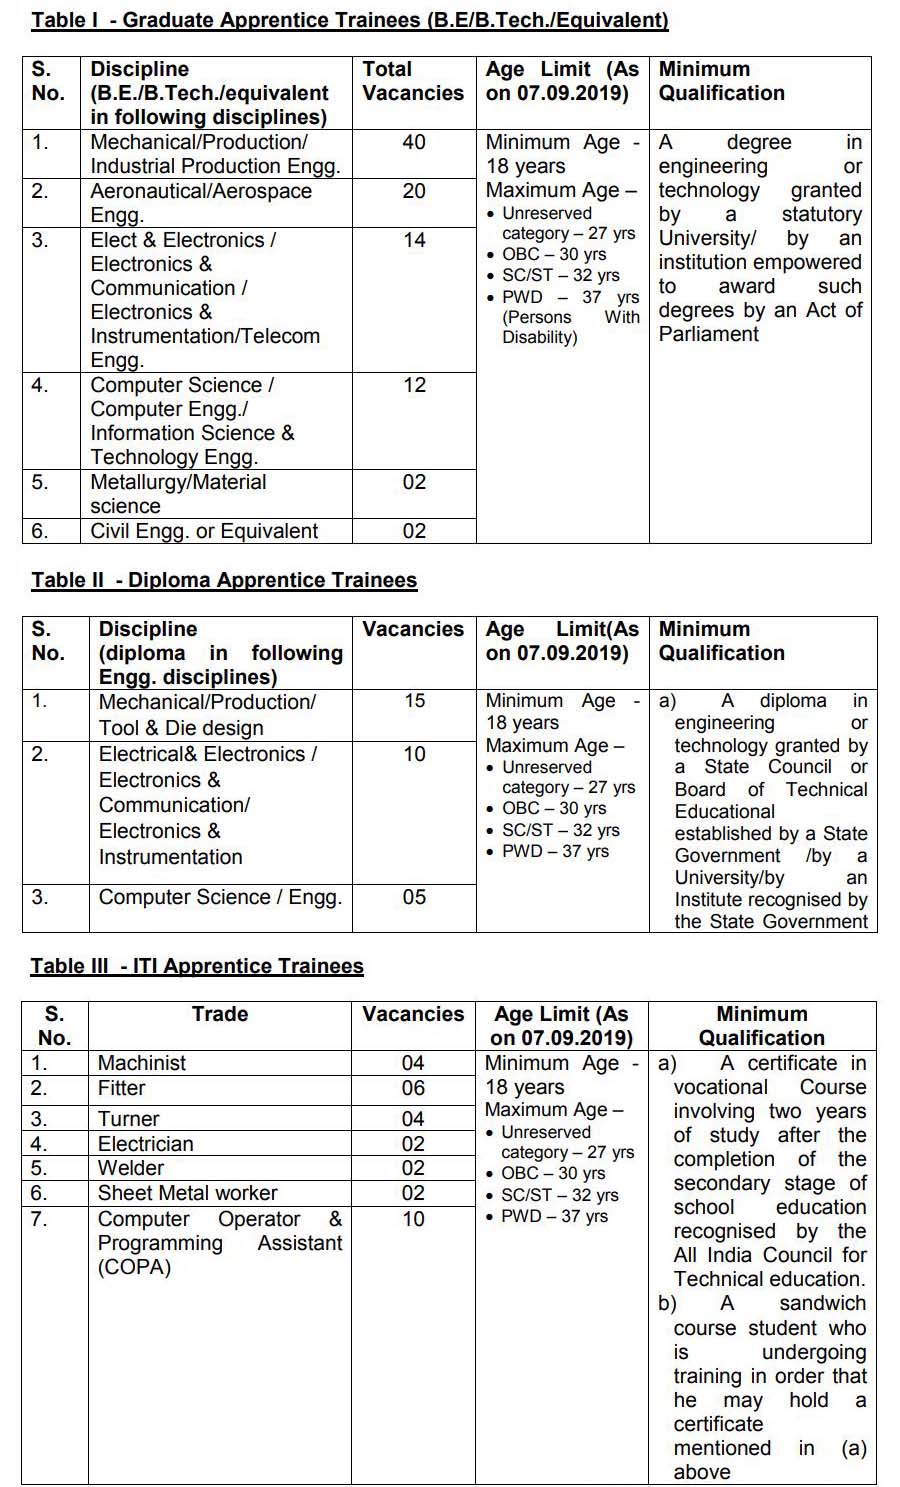 Table I - Graduate Apprentice Trainees (B.E/B.Tech./Equivalent)
S. No. Discipline (B.E./B.Tech./equivalent in following disciplines) Total Vacancies Age Limit (As on 07.09.2019) Minimum Qualification
1. Mechanical/Production/
Industrial Production Engg. 40
2. Aeronautical/Aerospace
Engg. 20
3. Elect & Electronics /
Electronics &
Communication /
Electronics &
Instrumentation/Telecom
Engg. 14
4. Computer Science /
Computer Engg./
Information Science &
Technology Engg. 12
5. Metallurgy/Material
science 02
6. Civil Engg. or Equivalent 02
Minimum Age -
18 years
Maximum Age –
• Unreserved
category – 27 yrs
• OBC – 30 yrs
• SC/ST – 32 yrs
• PWD – 37 yrs
(Persons With
Disability)
A degree in
engineering or
technology granted
by a statutory
University/ by an
institution empowered
to award such
degrees by an Act of
Parliament
Table II - Diploma Apprentice Trainees
S. No. Discipline (diploma in following Engg. disciplines) Vacancies Age Limit(As on 07.09.2019) Minimum Qualification
1. Mechanical/Production/
Tool & Die design 15
2. Electrical& Electronics /
Electronics &
Communication/
Electronics &
Instrumentation 10
3. Computer Science / Engg. 05
Minimum Age -
18 years
Maximum Age –
• Unreserved
category – 27 yrs
• OBC – 30 yrs
• SC/ST – 32 yrs
• PWD – 37 yrs
a) A diploma in
engineering or
technology granted by
a State Council or
Board of Technical
Educational
established by a State
Government /by a
University/by an
Institute recognised by
the State Government
Table III - ITI Apprentice Trainees
S. No. Trade Vacancies Age Limit (As on 07.09.2019) Minimum Qualification
1. Machinist 04
2. Fitter 06
3. Turner 04
4. Electrician 02
5. Welder 02
6. Sheet Metal worker 02
7. Computer Operator &
Programming Assistant
(COPA) 10
Minimum Age -
18 years
Maximum Age –
• Unreserved
category – 27 yrs
• OBC – 30 yrs
• SC/ST – 32 yrs
• PWD – 37 yrs
a) A certificate in
vocational Course
involving two years
of study after the
completion of the
secondary stage of
school education
recognised by the
All India Council for
Technical education.
b) A sandwich
course student who
is undergoing
training in order that
he may hold a
certificate
mentioned in (a)
above